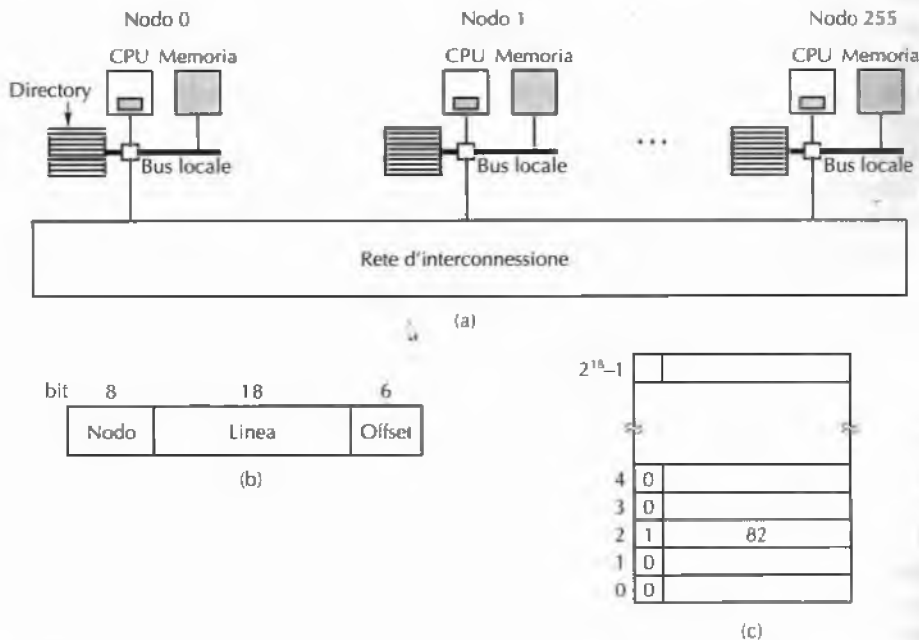 Nodo 0 Nodo 1 Nodo 255
CPU Memoria CPU Memoria CPU Memoria
Directory
...
Bus locale Bus locale Bus locale
Rete d'interconnessione
(a)
bit 8 18 6
Nodo Linea Offset
(b)
2^18–1
4 0
3 0
2 1 82
1 0
0 0
(c)